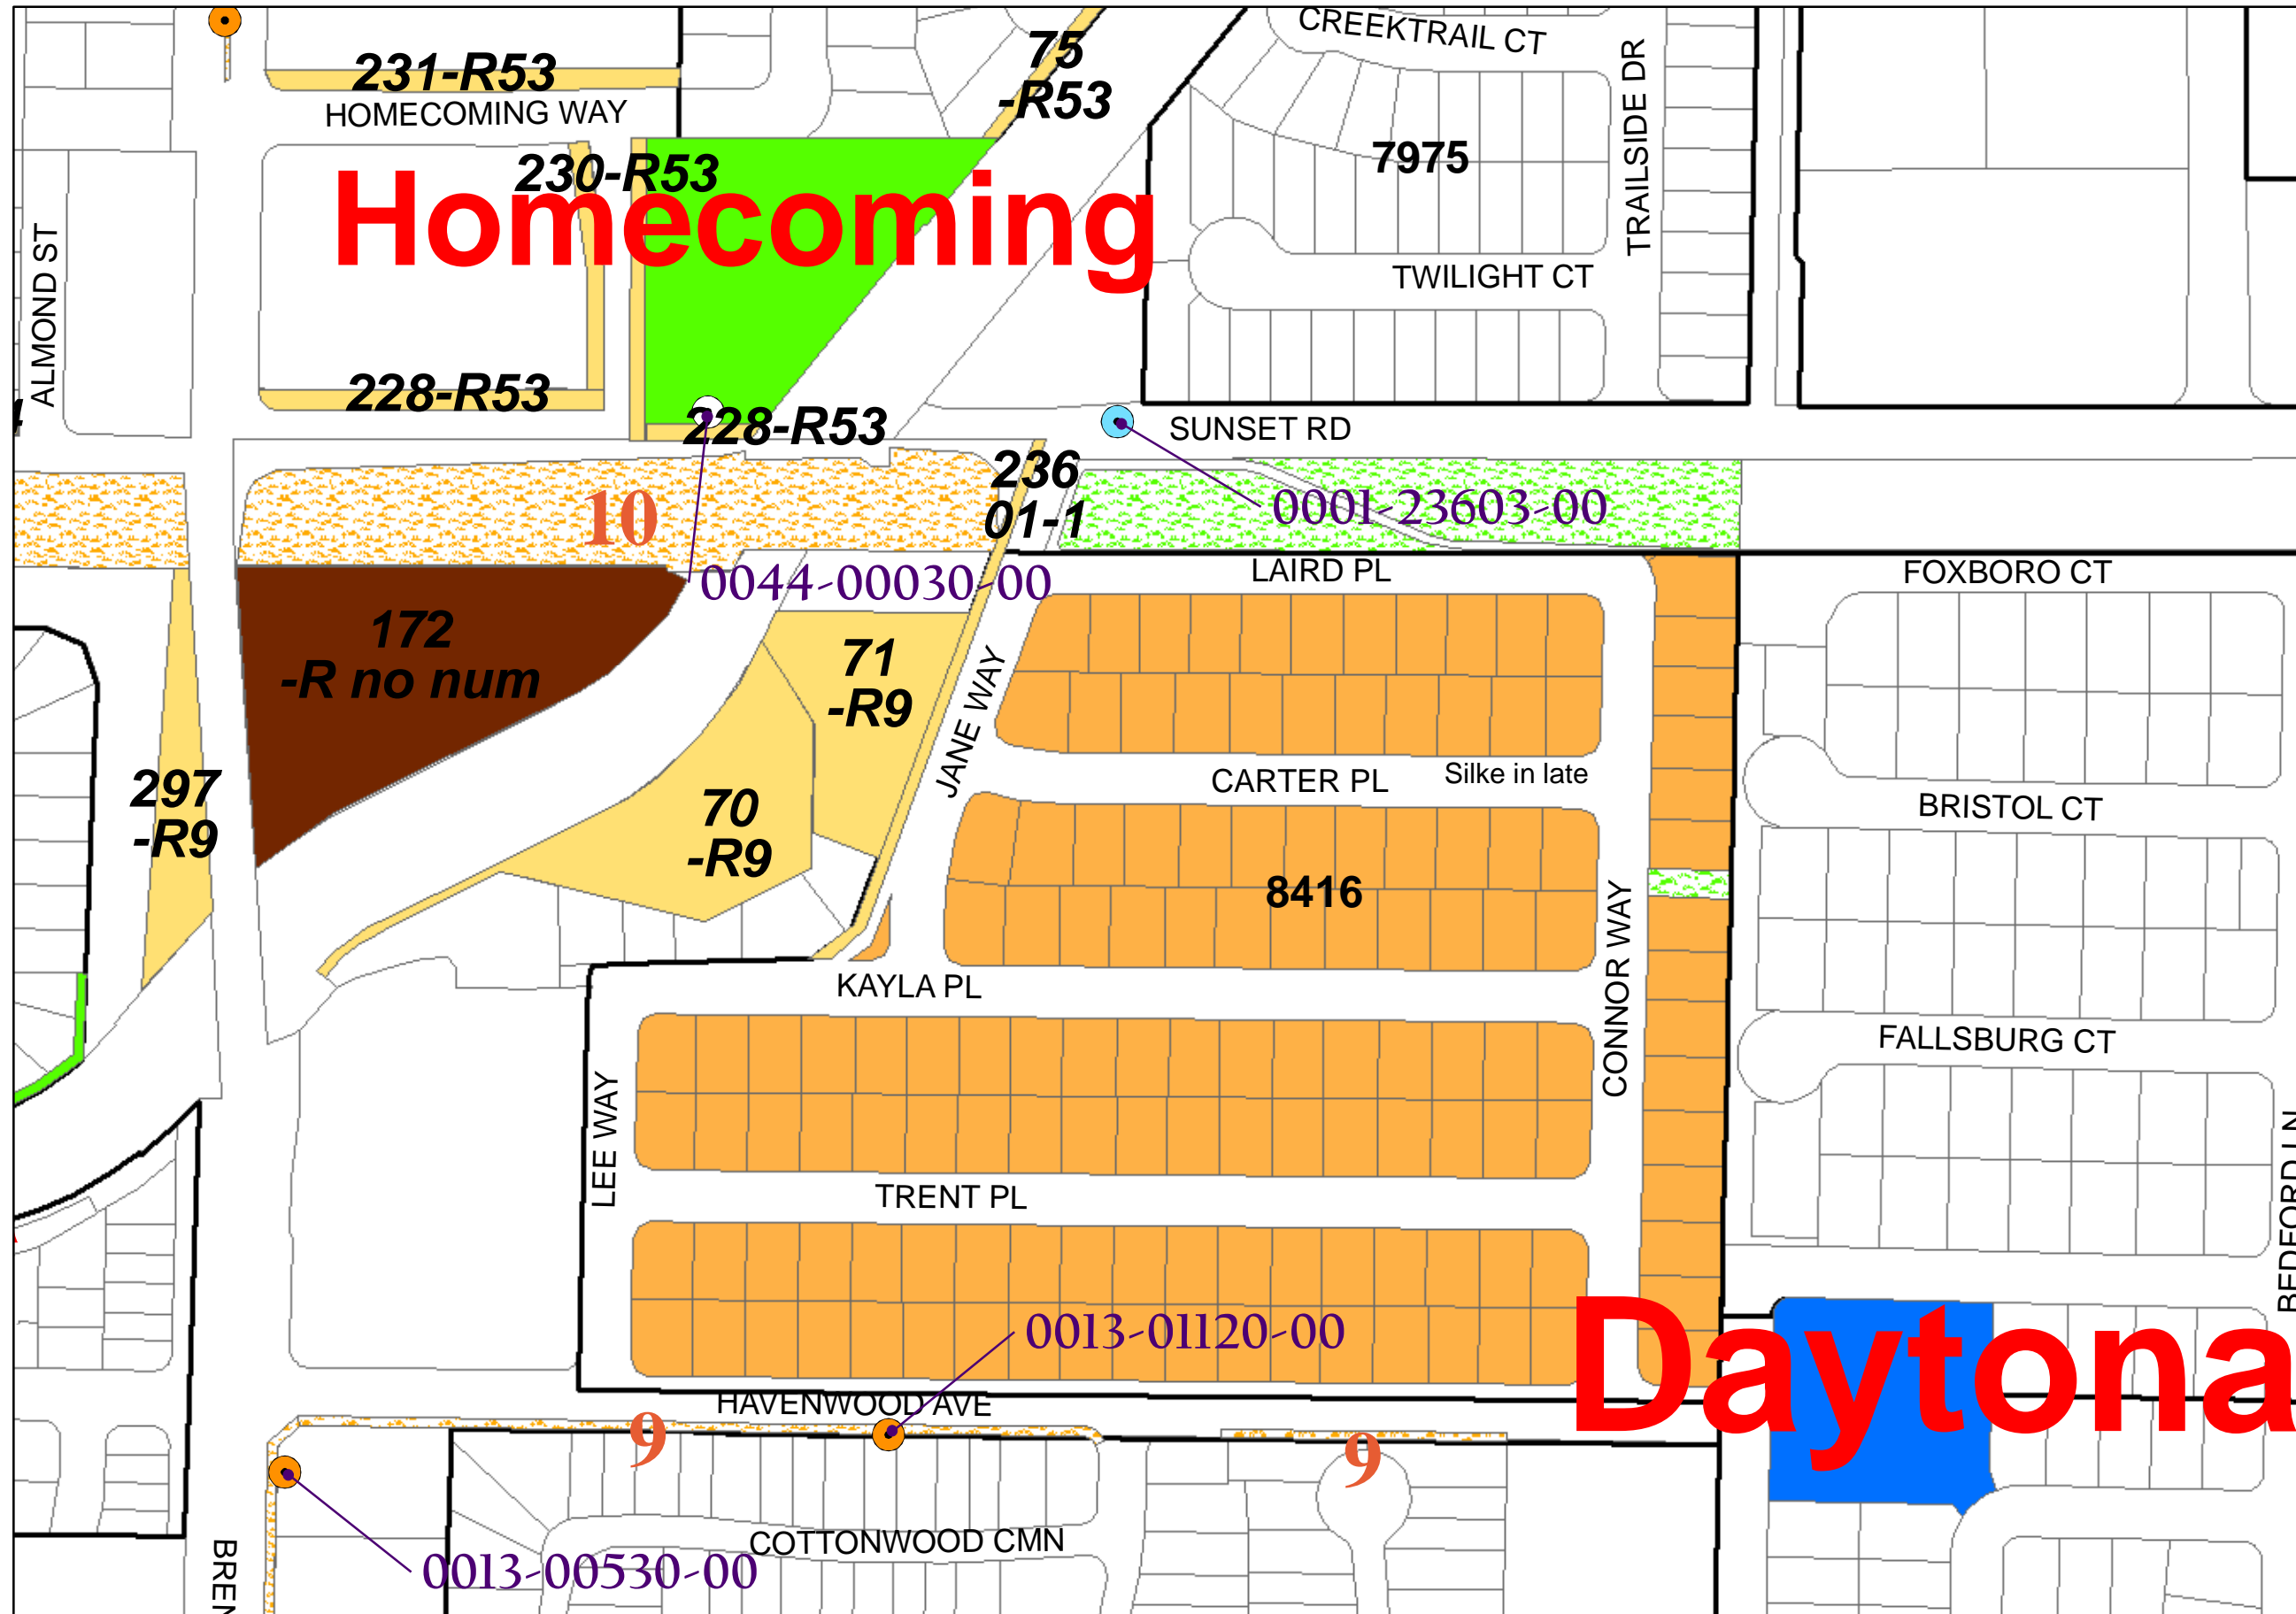 CREEKTRAIL CT
75
-R53
231-R53
HOMECOMING WAY
TRAILSIDE DR
7975
230-R53
Homecoming
ALMOND ST
TWILIGHT CT
228-R53
228-R53
SUNSET RD
4
236
01-1
10
0001-23603-00
0044-00030-00
LAIRD PL
FOXBORO CT
172
-R no num
71
-R9
JANE WAY
CARTER PL
Silke in late
297
-R9
70
-R9
BRISTOL CT
8416
CONNOR WAY
KAYLA PL
FALLSBURG CT
LEE WAY
TRENT PL
BEDFORD LN
0013-01120-00
Daytona
HAVENWOOD AVE
9
9
COTTONWOOD CMN
0013-00530-00
BREN